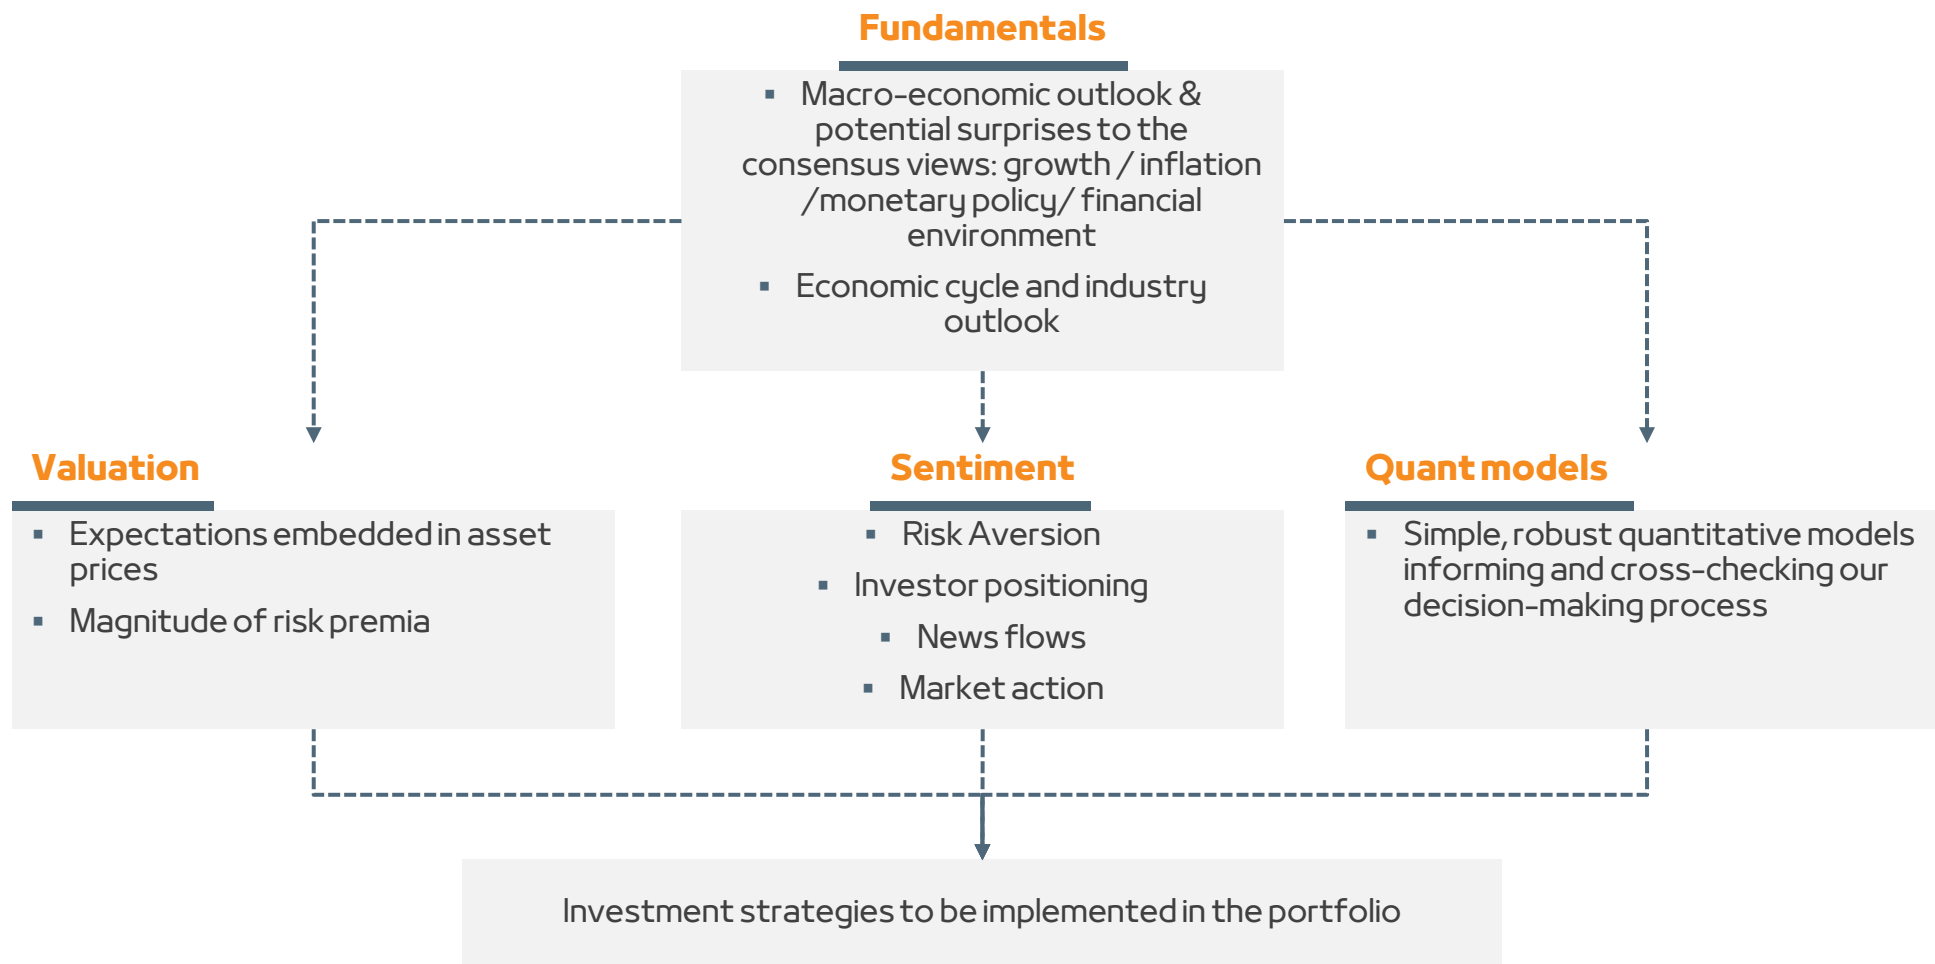 Fundamentals
▪ Macro-economic outlook &
potential surprises to the
consensus views: growth / inflation
/monetary policy/ financial
environment
▪ Economic cycle and industry
outlook
Valuation
▪ Expectations embedded in asset
prices
▪ Magnitude of risk premia
Sentiment
▪ Risk Aversion
▪ Investor positioning
▪ News flows
▪ Market action
Quant models
▪ Simple, robust quantitative models
informing and cross-checking our
decision-making process
Investment strategies to be implemented in the portfolio